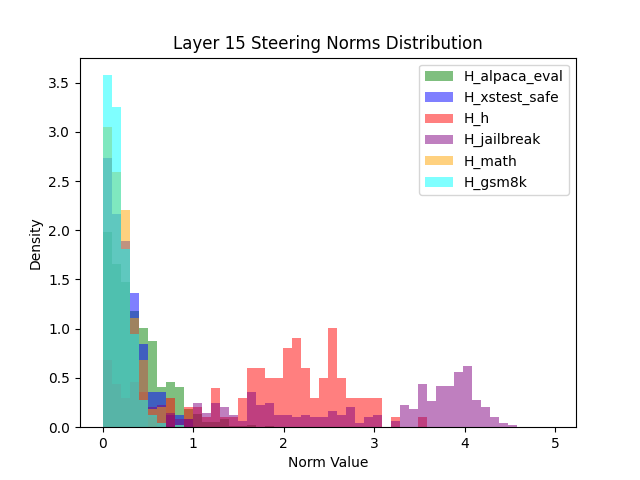 Layer 15 Steering Norms Distribution
H_alpaca_eval
H_xstest_safe
H_h
H_jailbreak
H_math
H_gsm8k
3.5
3.0
2.5
2.0
1.5
1.0
0.5
0.0
Density
0 1 2 3 4 5
Norm Value